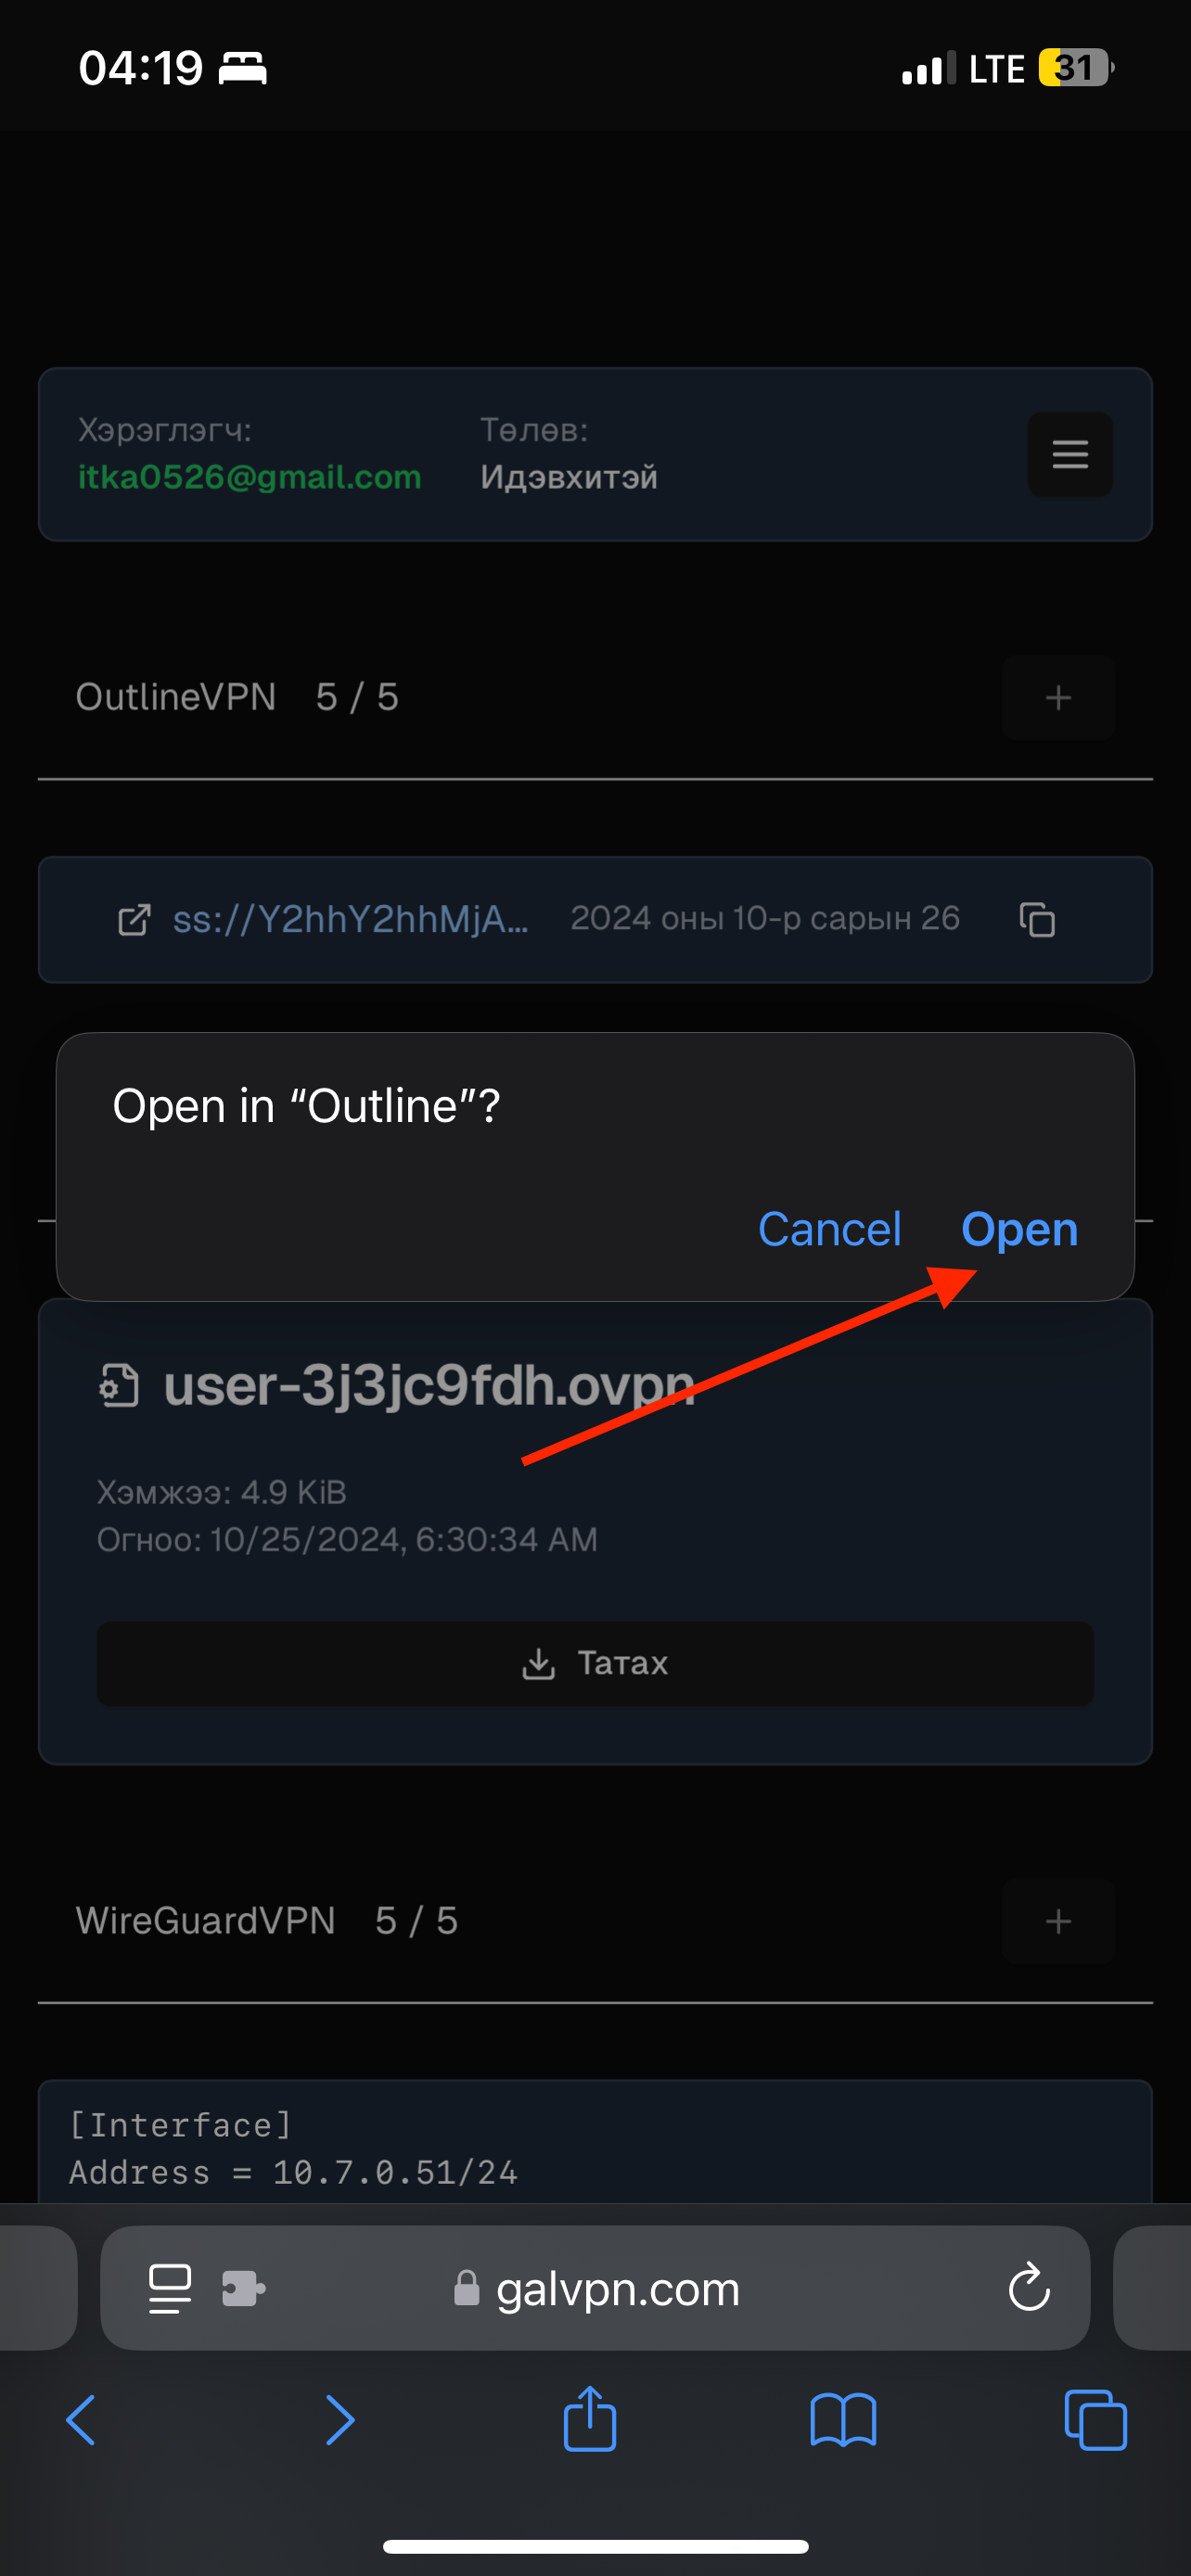 04:19 LTE 31
Хэрэглэгч: Төлөв:
itka0526@gmail.com Идэвхитэй
OutlineVPN 5 / 5
ss://Y2hhY2hhMjA... 2024 оны 10-р сарын 26
Open in “Outline”?
Cancel Open
user-3j3jc9fdh.ovpn
Хэмжээ: 4.9 KiB
Огноо: 10/25/2024, 6:30:34 AM
Татах
WireGuardVPN 5 / 5
[Interface]
Address = 10.7.0.51/24
galvpn.com